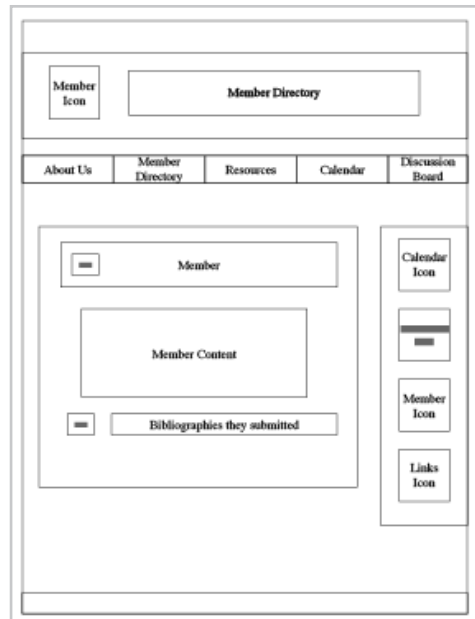 Member
Icon
Member Directory
About Us
Member
Directory
Resources
Calendar
Discussion
Board
Member
Member Content
Bibliographies they submitted
Calendar
Icon
Member
Icon
Links
Icon